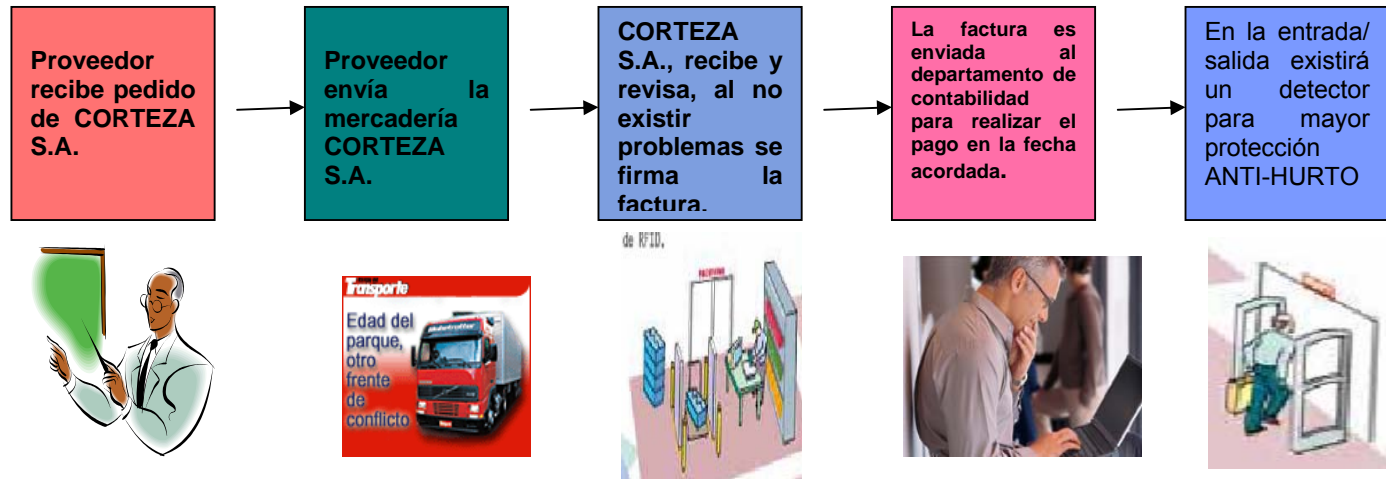 Proveedor
recibe pedido
de CORTEZA
S.A.
Proveedor
envía la
mercadería
CORTEZA
S.A.
CORTEZA
S.A., recibe y
revisa, al no
existir
problemas se
firma la
factura.
La factura es
enviada al
departamento de
contabilidad
para realizar el
pago en la fecha
acordada.
En la entrada/
salida existirá
un detector
para mayor
protección
ANTI-HURTO
de RFID.
Transporte
Edad del
parque,
otro
frente
de
conflicto